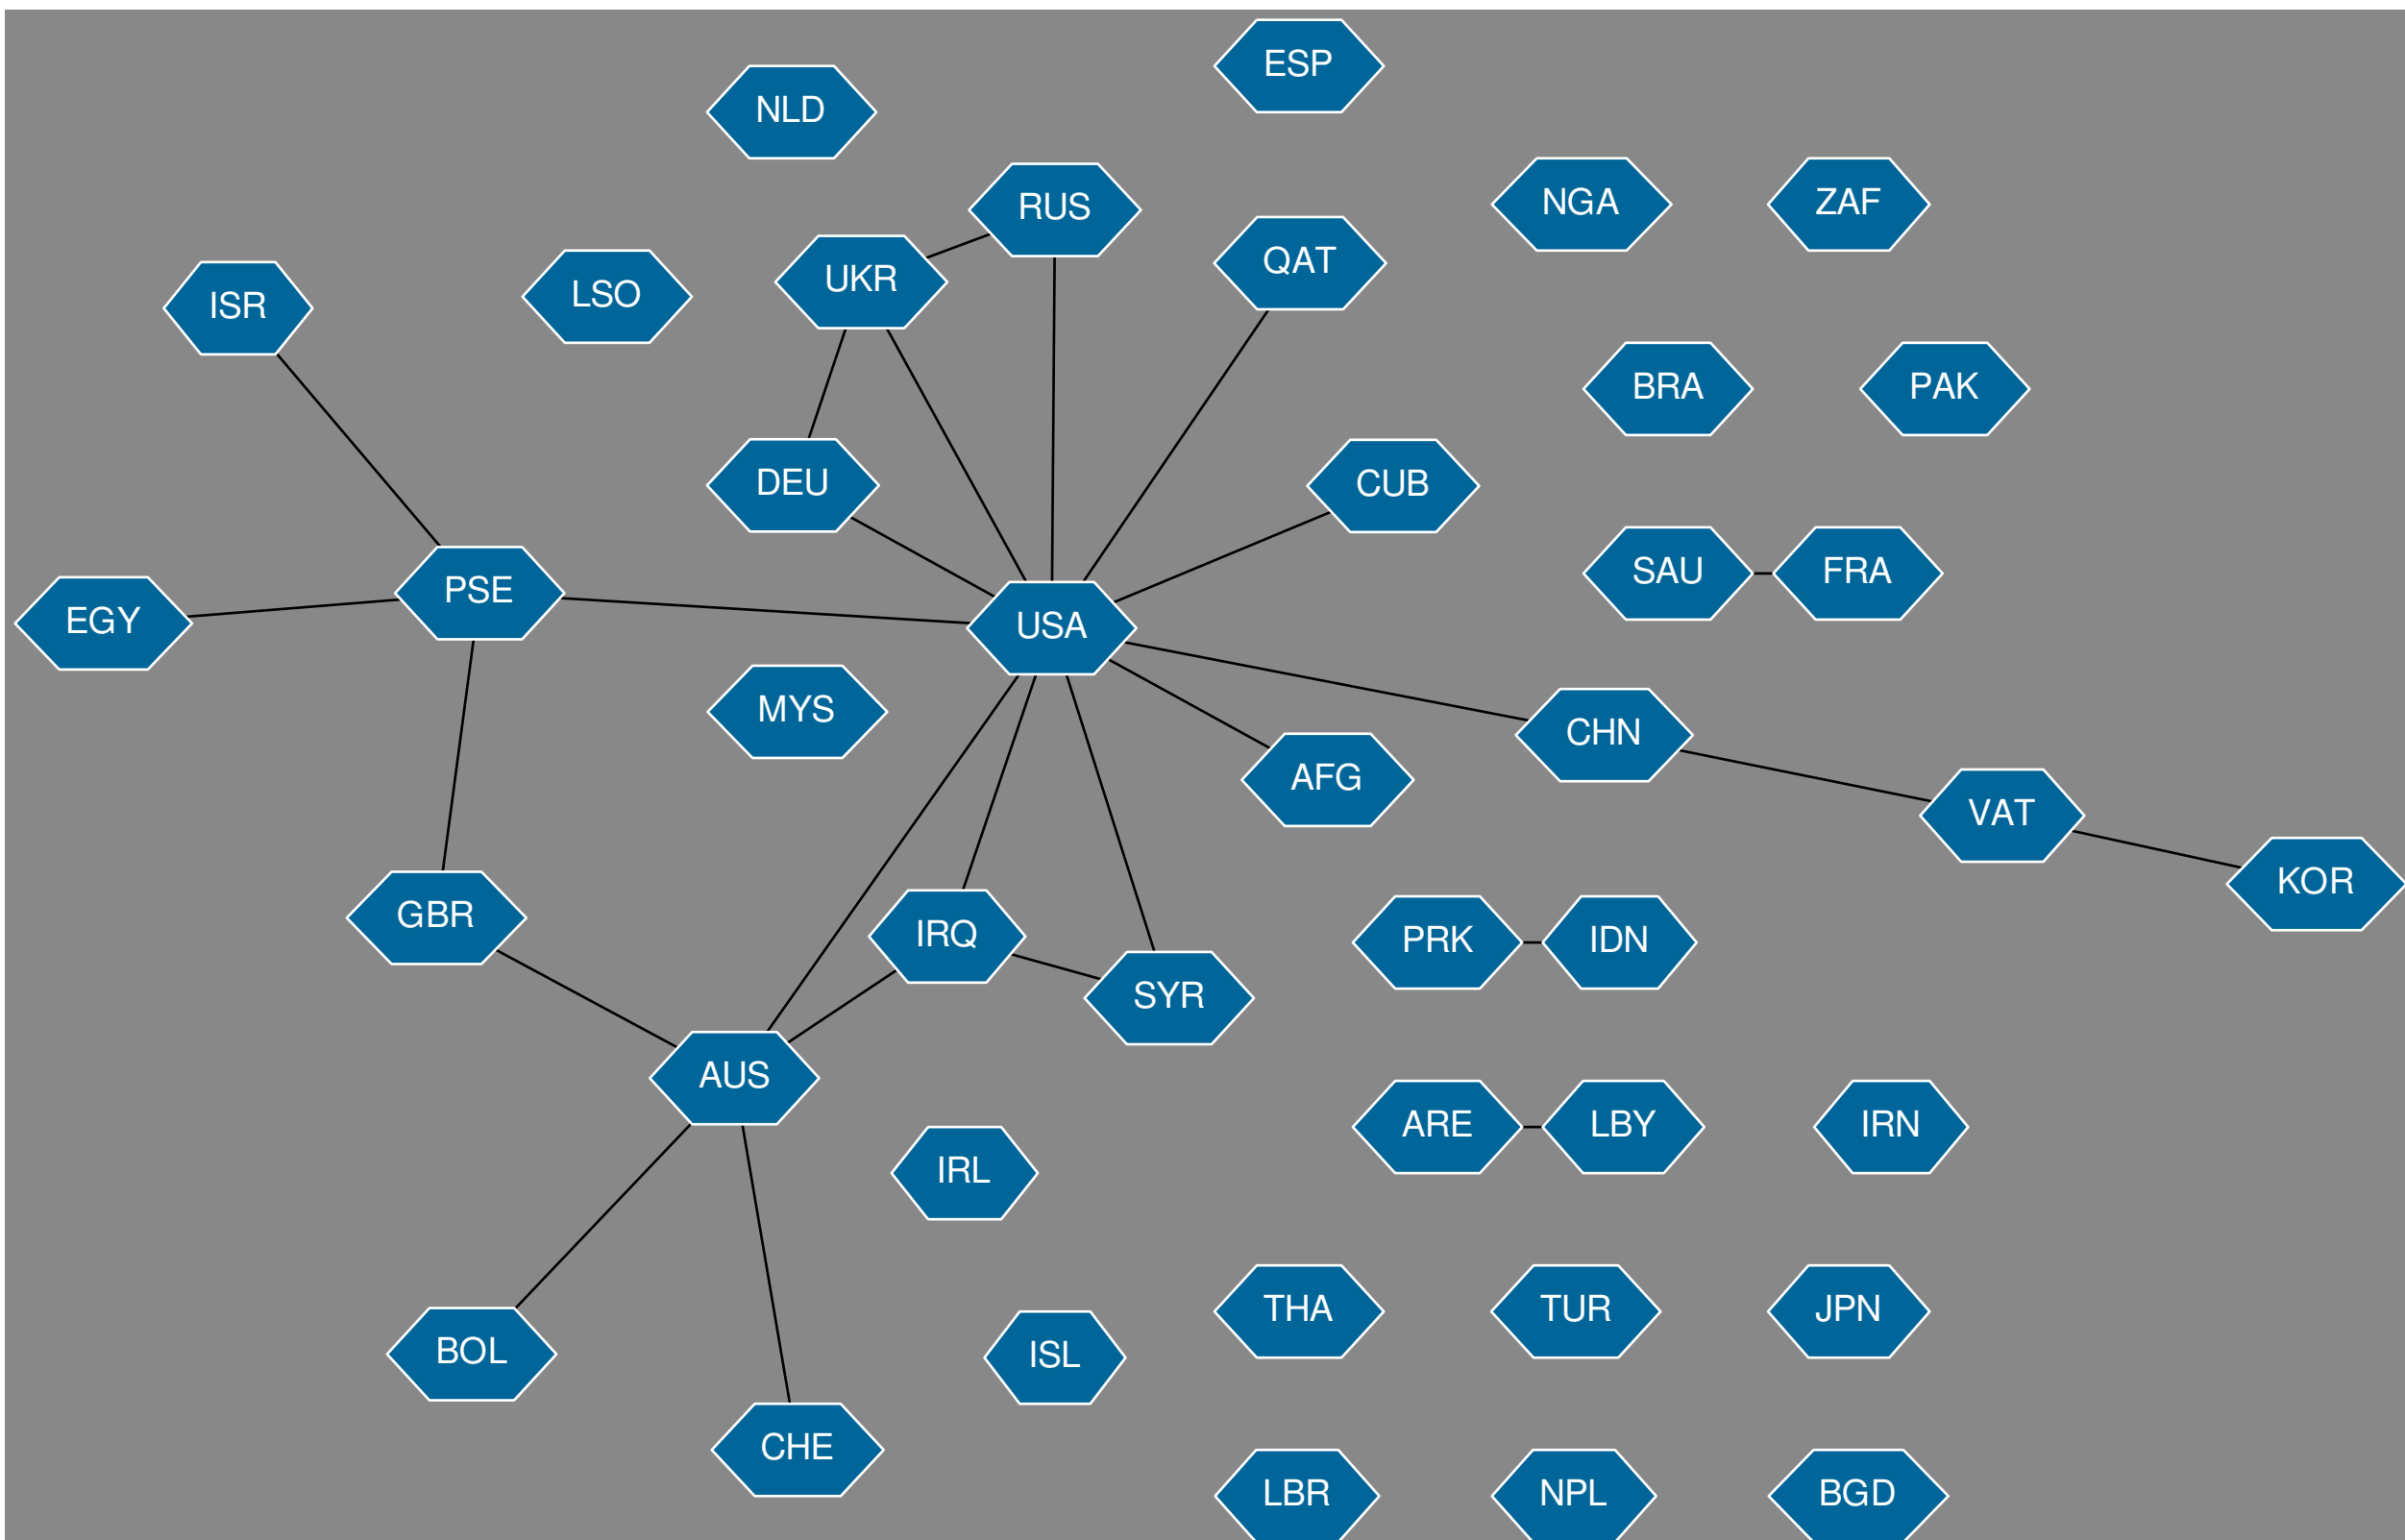 ESP
NLD
NGA
ZAF
RUS
QAT
UKR
LSO
ISR
BRA
PAK
DEU
CUB
SAU
FRA
PSE
EGY
USA
MYS
CHN
AFG
VAT
KOR
GBR
IRQ
PRK
IDN
SYR
AUS
ARE
LBY
IRN
IRL
THA
TUR
JPN
BOL
ISL
CHE
LBR
NPL
BGD